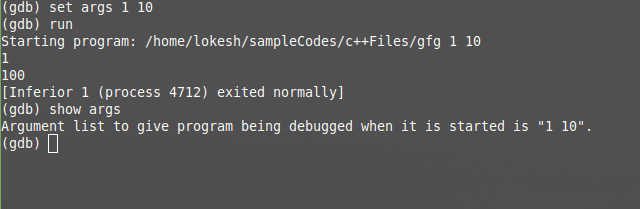 (gdb) set args 1 10
(gdb) run
Starting program: /home/lokesh/sampleCodes/c++Files/gfg 1 10
1
100
[Inferior 1 (process 4712) exited normally]
(gdb) show args
Argument list to give program being debugged when it is started is "1 10".
(gdb)